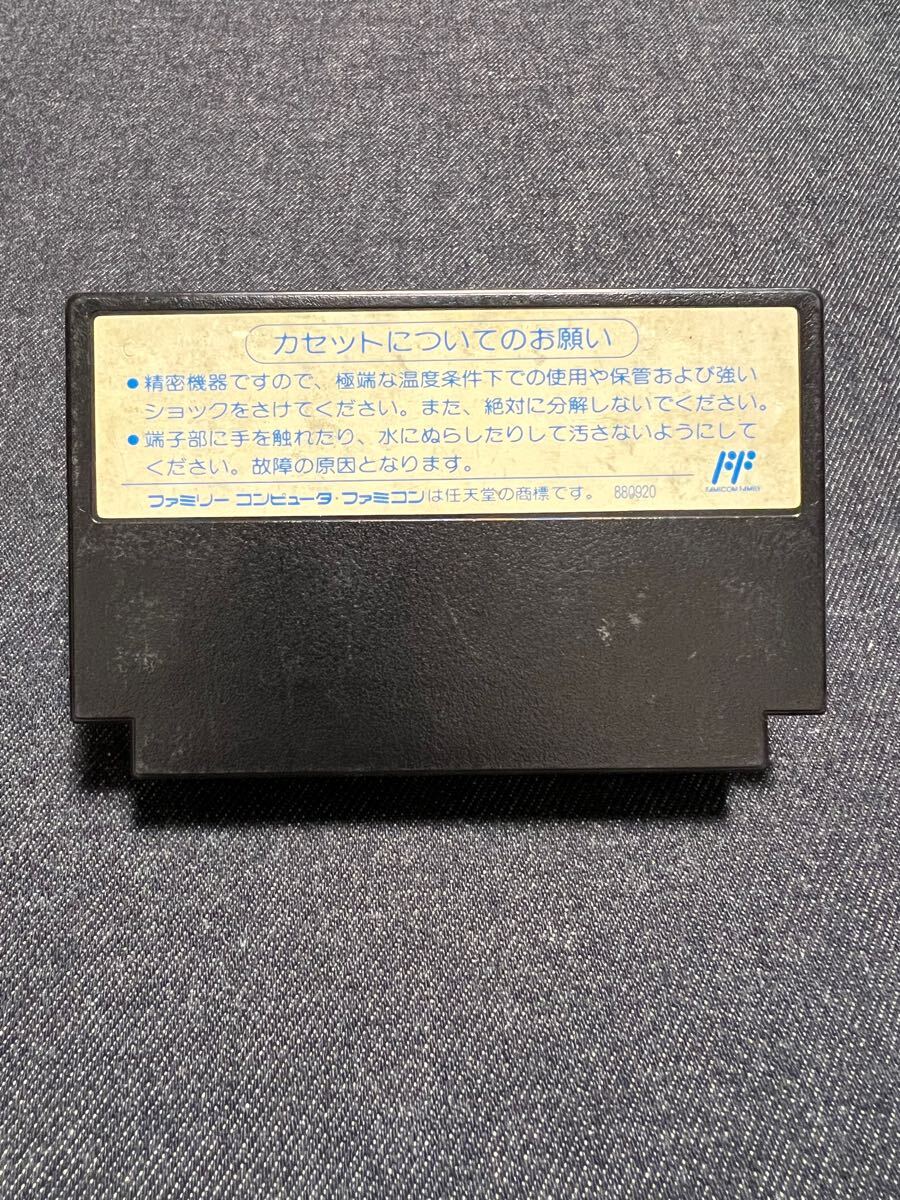 カセットについてのお願い
●精密機器ですので、極端な温度条件下での使用や保管および強い
ショックをさけてください。また、絶対に分解しないでください。
●端子部に手を触れたり、水にぬらしたりして汚さないようにして
ください。故障の原因となります。
FAMICOM FAMILY
ファミリー コンピュータ・ファミコンは任天堂の商標です。 880920